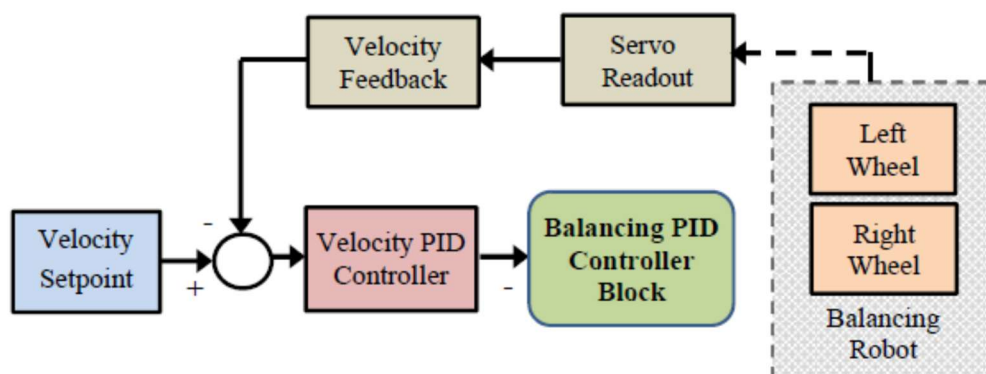 Velocity
Feedback
Servo
Readout
Left
Wheel
Right
Wheel
Balancing
Robot
-
Velocity
Setpoint
+
Velocity PID
Controller
-
Balancing PID
Controller
Block